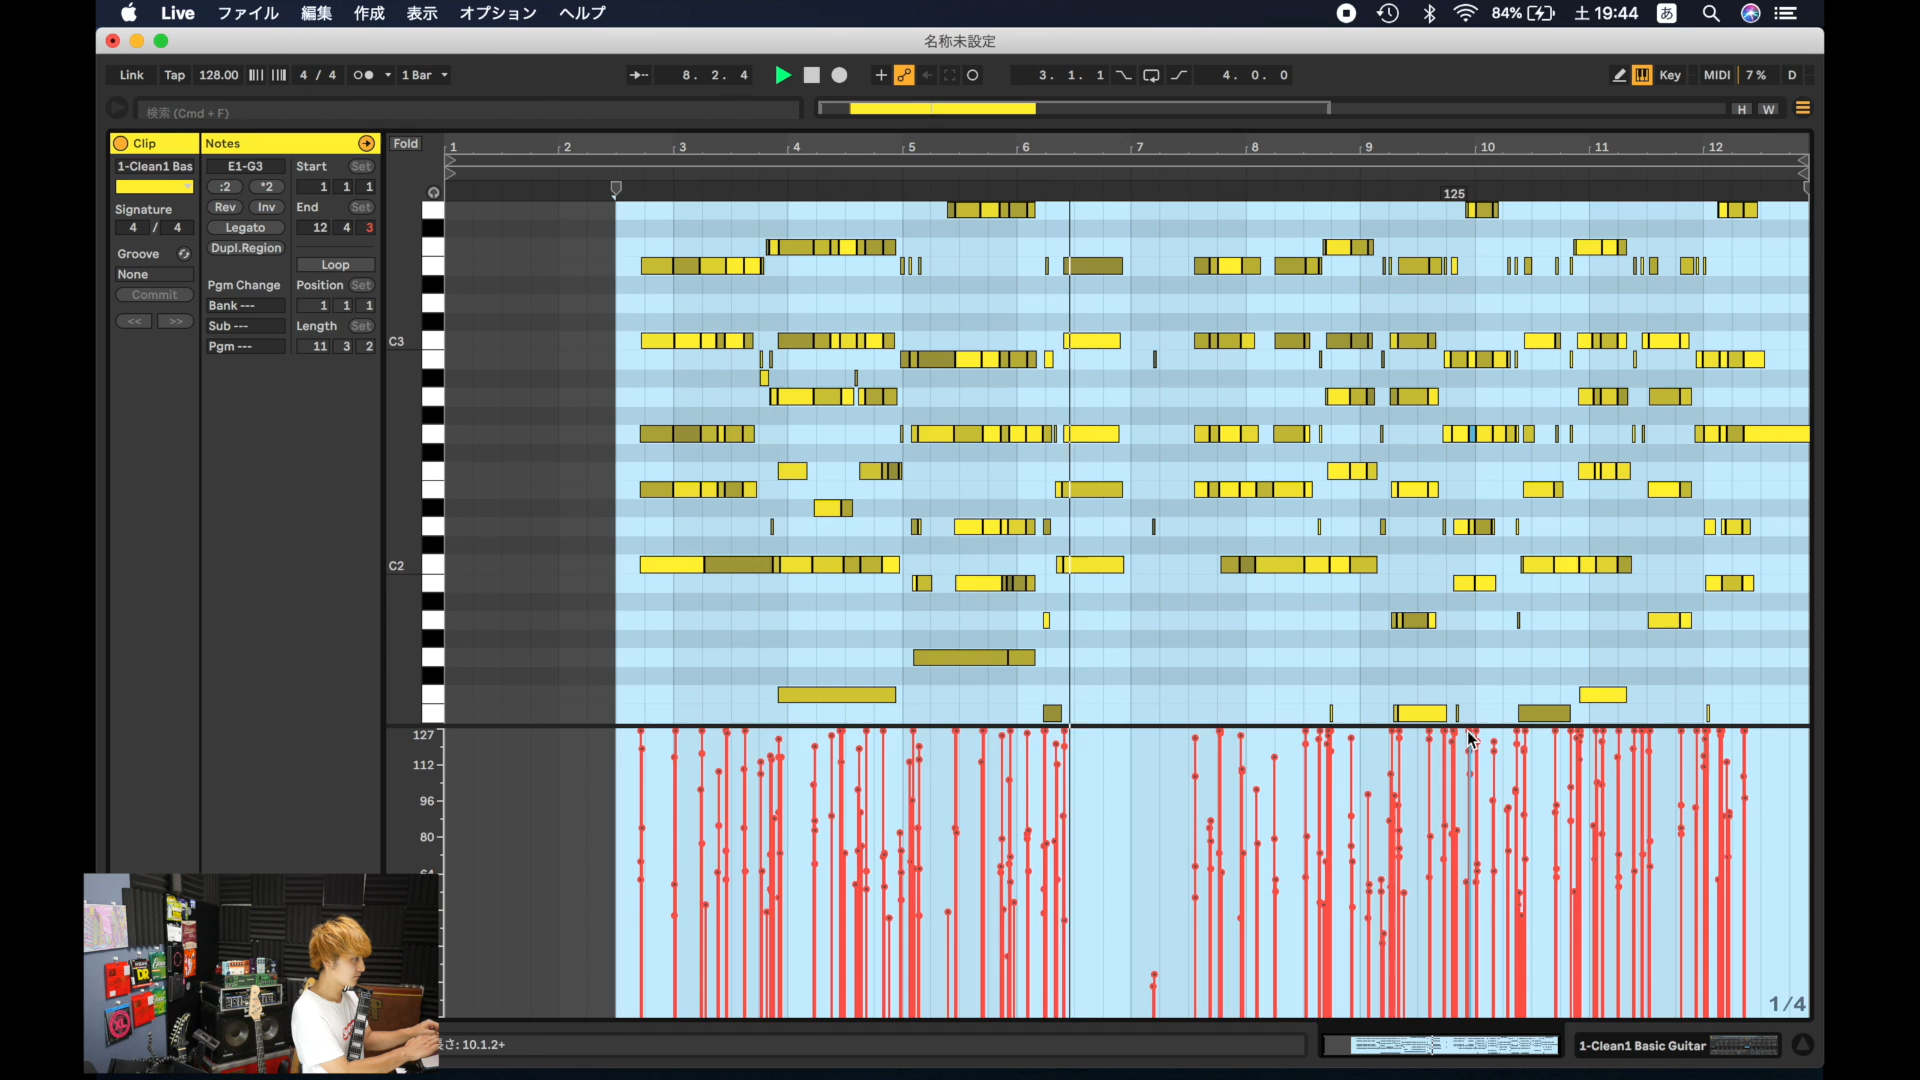 Live ファイル 編集 作成 表示 オプション ヘルプ 84% 土 19:44 あ
名称未設定
Link Tap 128.00 4 / 4 1 Bar 8. 2. 4 3. 1. 1 4. 0. 0 Key MIDI 7 % D
検索 (Cmd + F) H W
Clip Notes Fold 1 2 3 4 5 6 7 8 9 10 11 12
1-Clean1 Bas E1-G3 Start Set
:2 *2 1 1 1
Signature Rev Inv End Set 125
4 / 4 Legato 12 4 3
Groove Dupl.Region
None Loop
Commit Pgm Change Position Set
Bank --- 1 1 1
<< >> Sub --- Length Set
Pgm --- 11 3 2
C3
C2
127
112
96
80
64
1/4
長さ: 10.1.2+ 1-Clean1 Basic Guitar
DR
XL